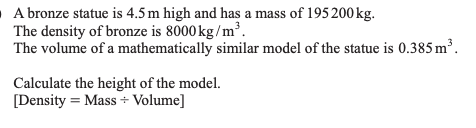 A bronze statue is 4.5 m high and has a mass of 195 200 kg.
The density of bronze is 8000 kg/m³.
The volume of a mathematically similar model of the statue is 0.385 m³.
Calculate the height of the model.
[Density = Mass ÷ Volume]